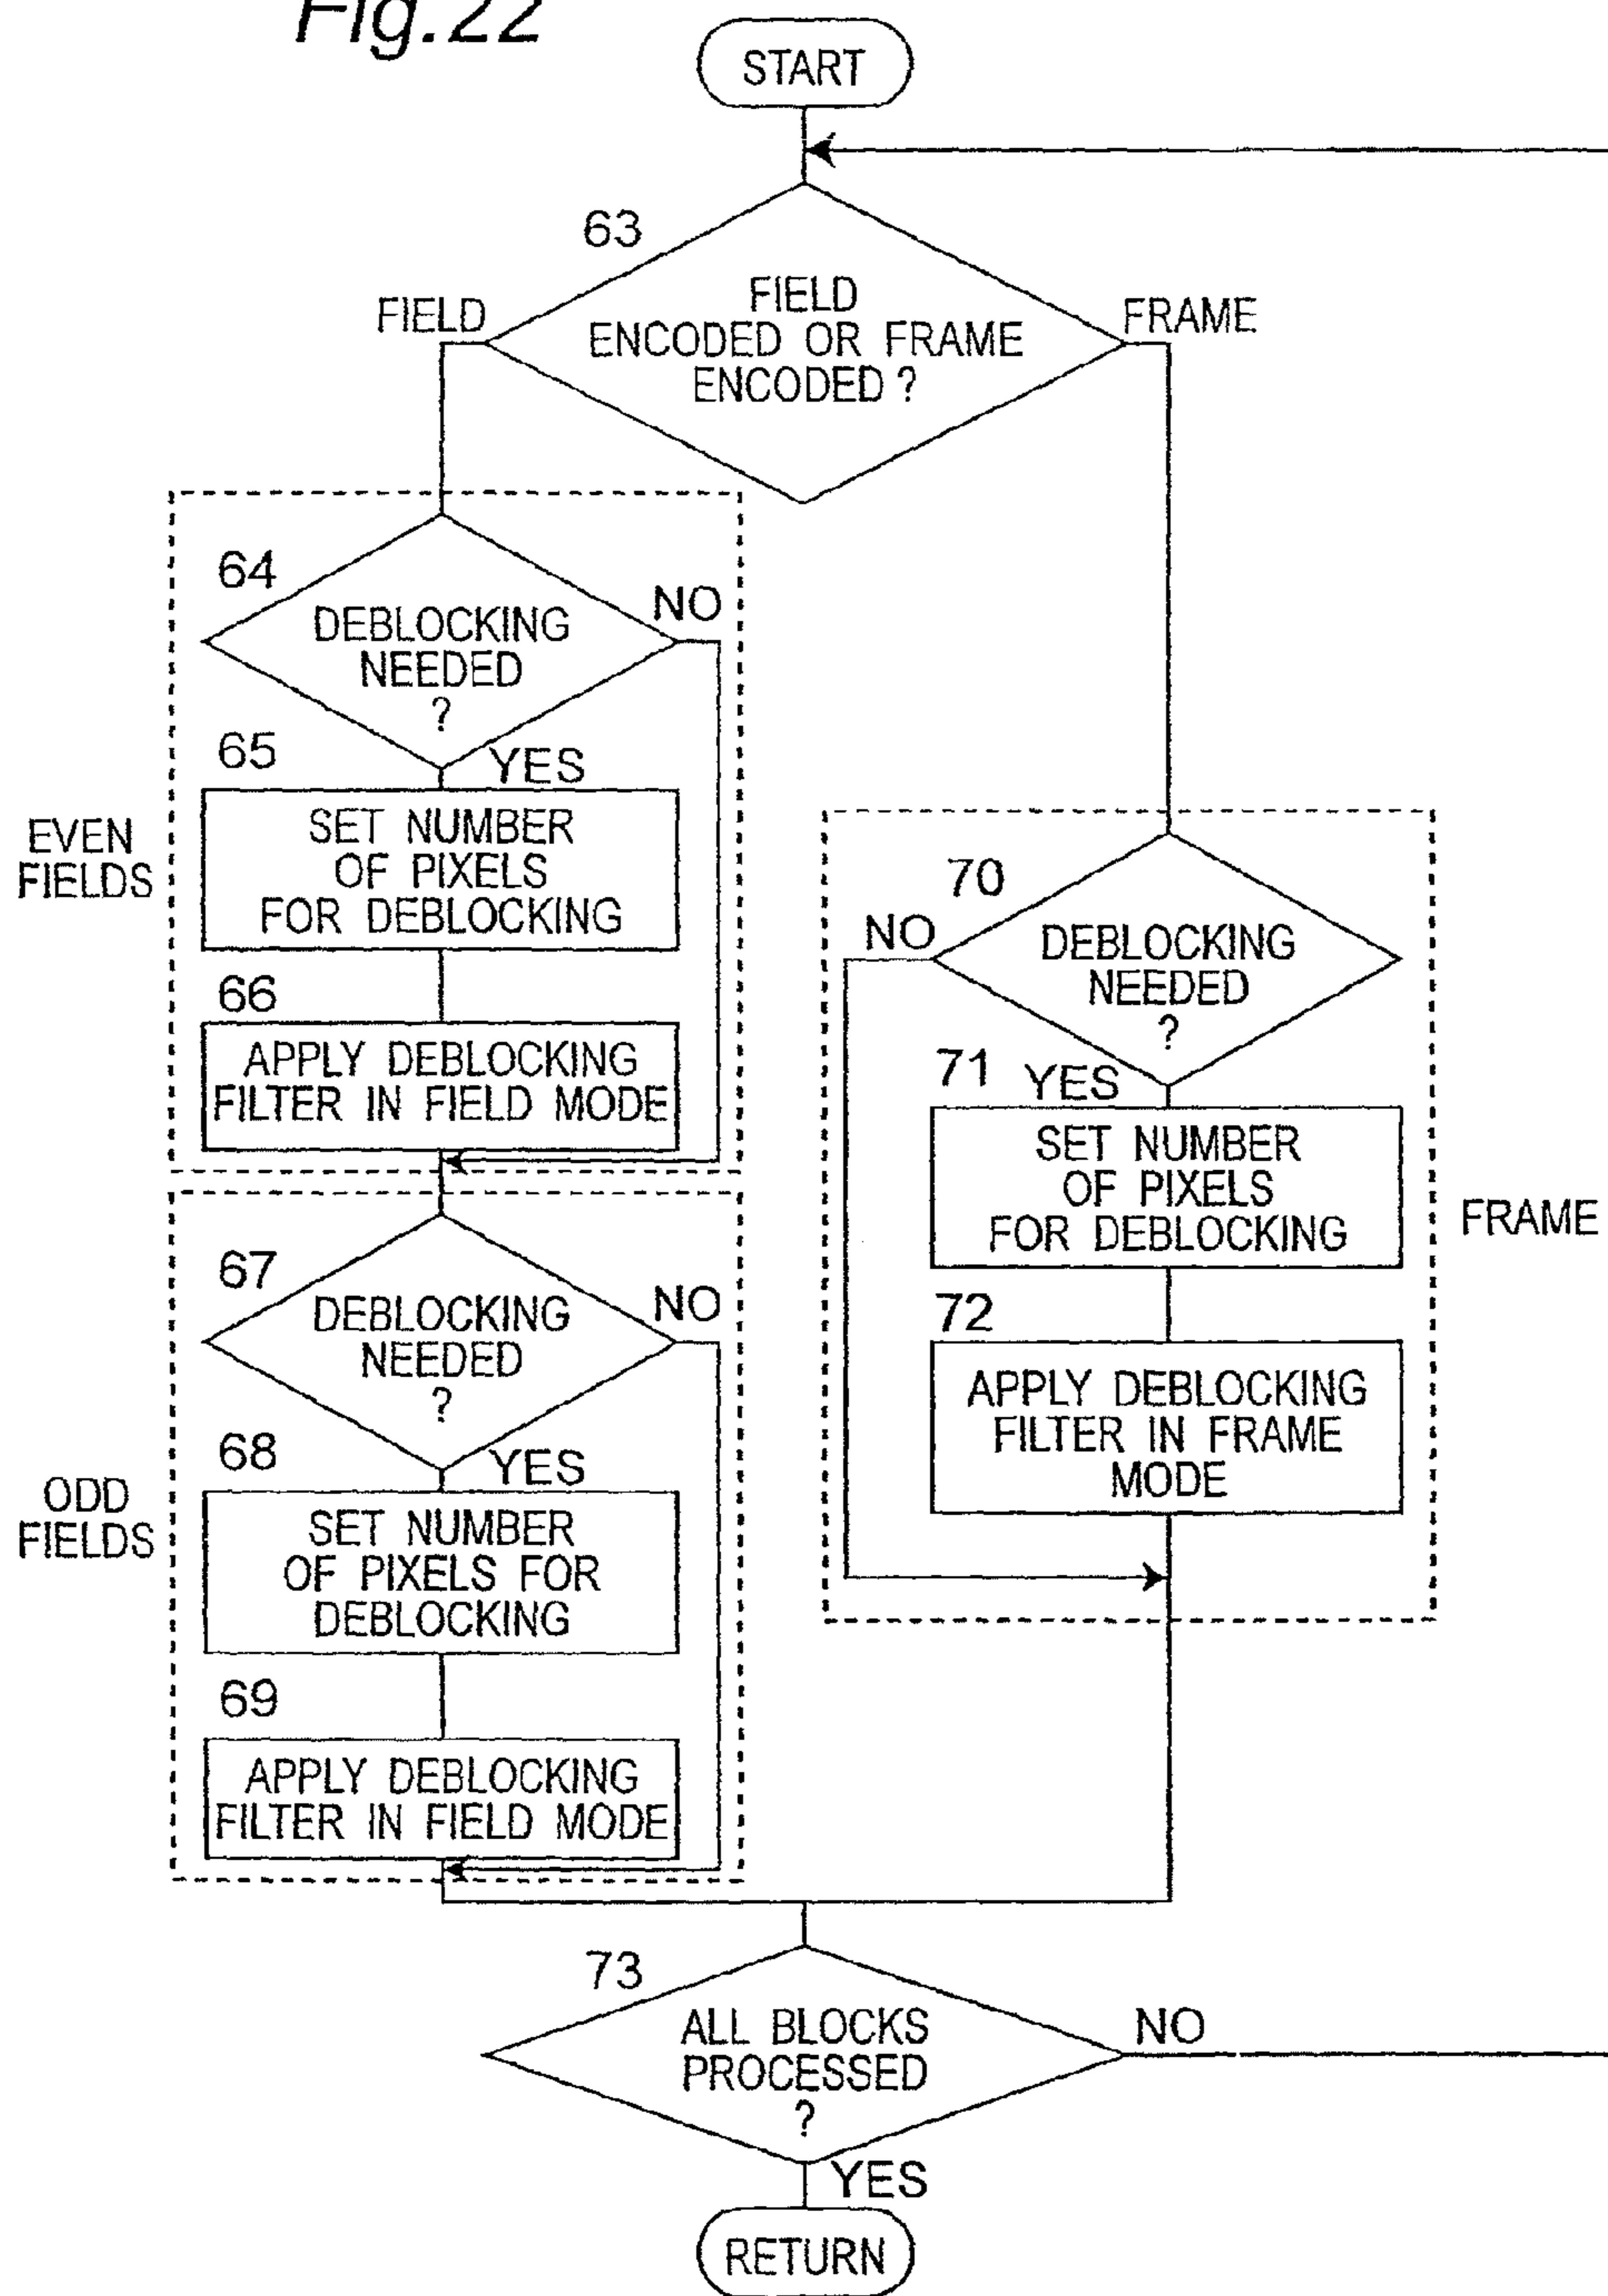 Fig.22
START
63
FIELD
ENCODED OR FRAME
ENCODED ?
FIELD
FRAME
64
DEBLOCKING
NEEDED
?
NO
YES
65
SET NUMBER
OF PIXELS
FOR DEBLOCKING
EVEN
FIELDS
66
APPLY DEBLOCKING
FILTER IN FIELD MODE
67
DEBLOCKING
NEEDED
?
NO
YES
68
SET NUMBER
OF PIXELS FOR
DEBLOCKING
ODD
FIELDS
69
APPLY DEBLOCKING
FILTER IN FIELD MODE
70
DEBLOCKING
NEEDED
?
NO
YES
71
SET NUMBER
OF PIXELS
FOR DEBLOCKING
FRAME
72
APPLY DEBLOCKING
FILTER IN FRAME
MODE
73
ALL BLOCKS
PROCESSED
?
NO
YES
RETURN